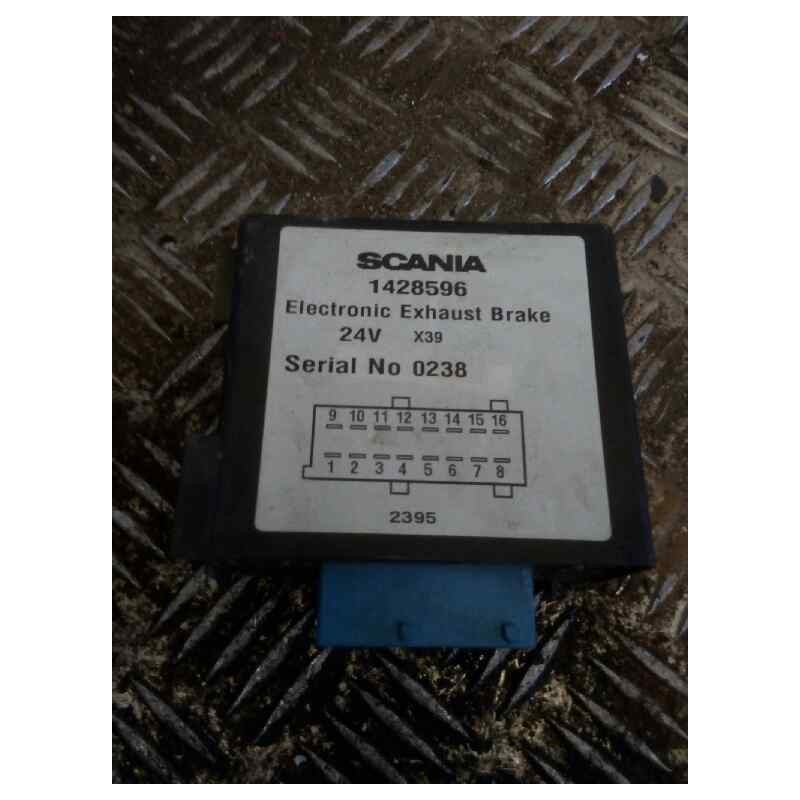 SCANIA
1428596
Electronic Exhaust Brake
24V X39
Serial No 0238
9 10 11 12 13 14 15 16
1 2 3 4 5 6 7 8
2395